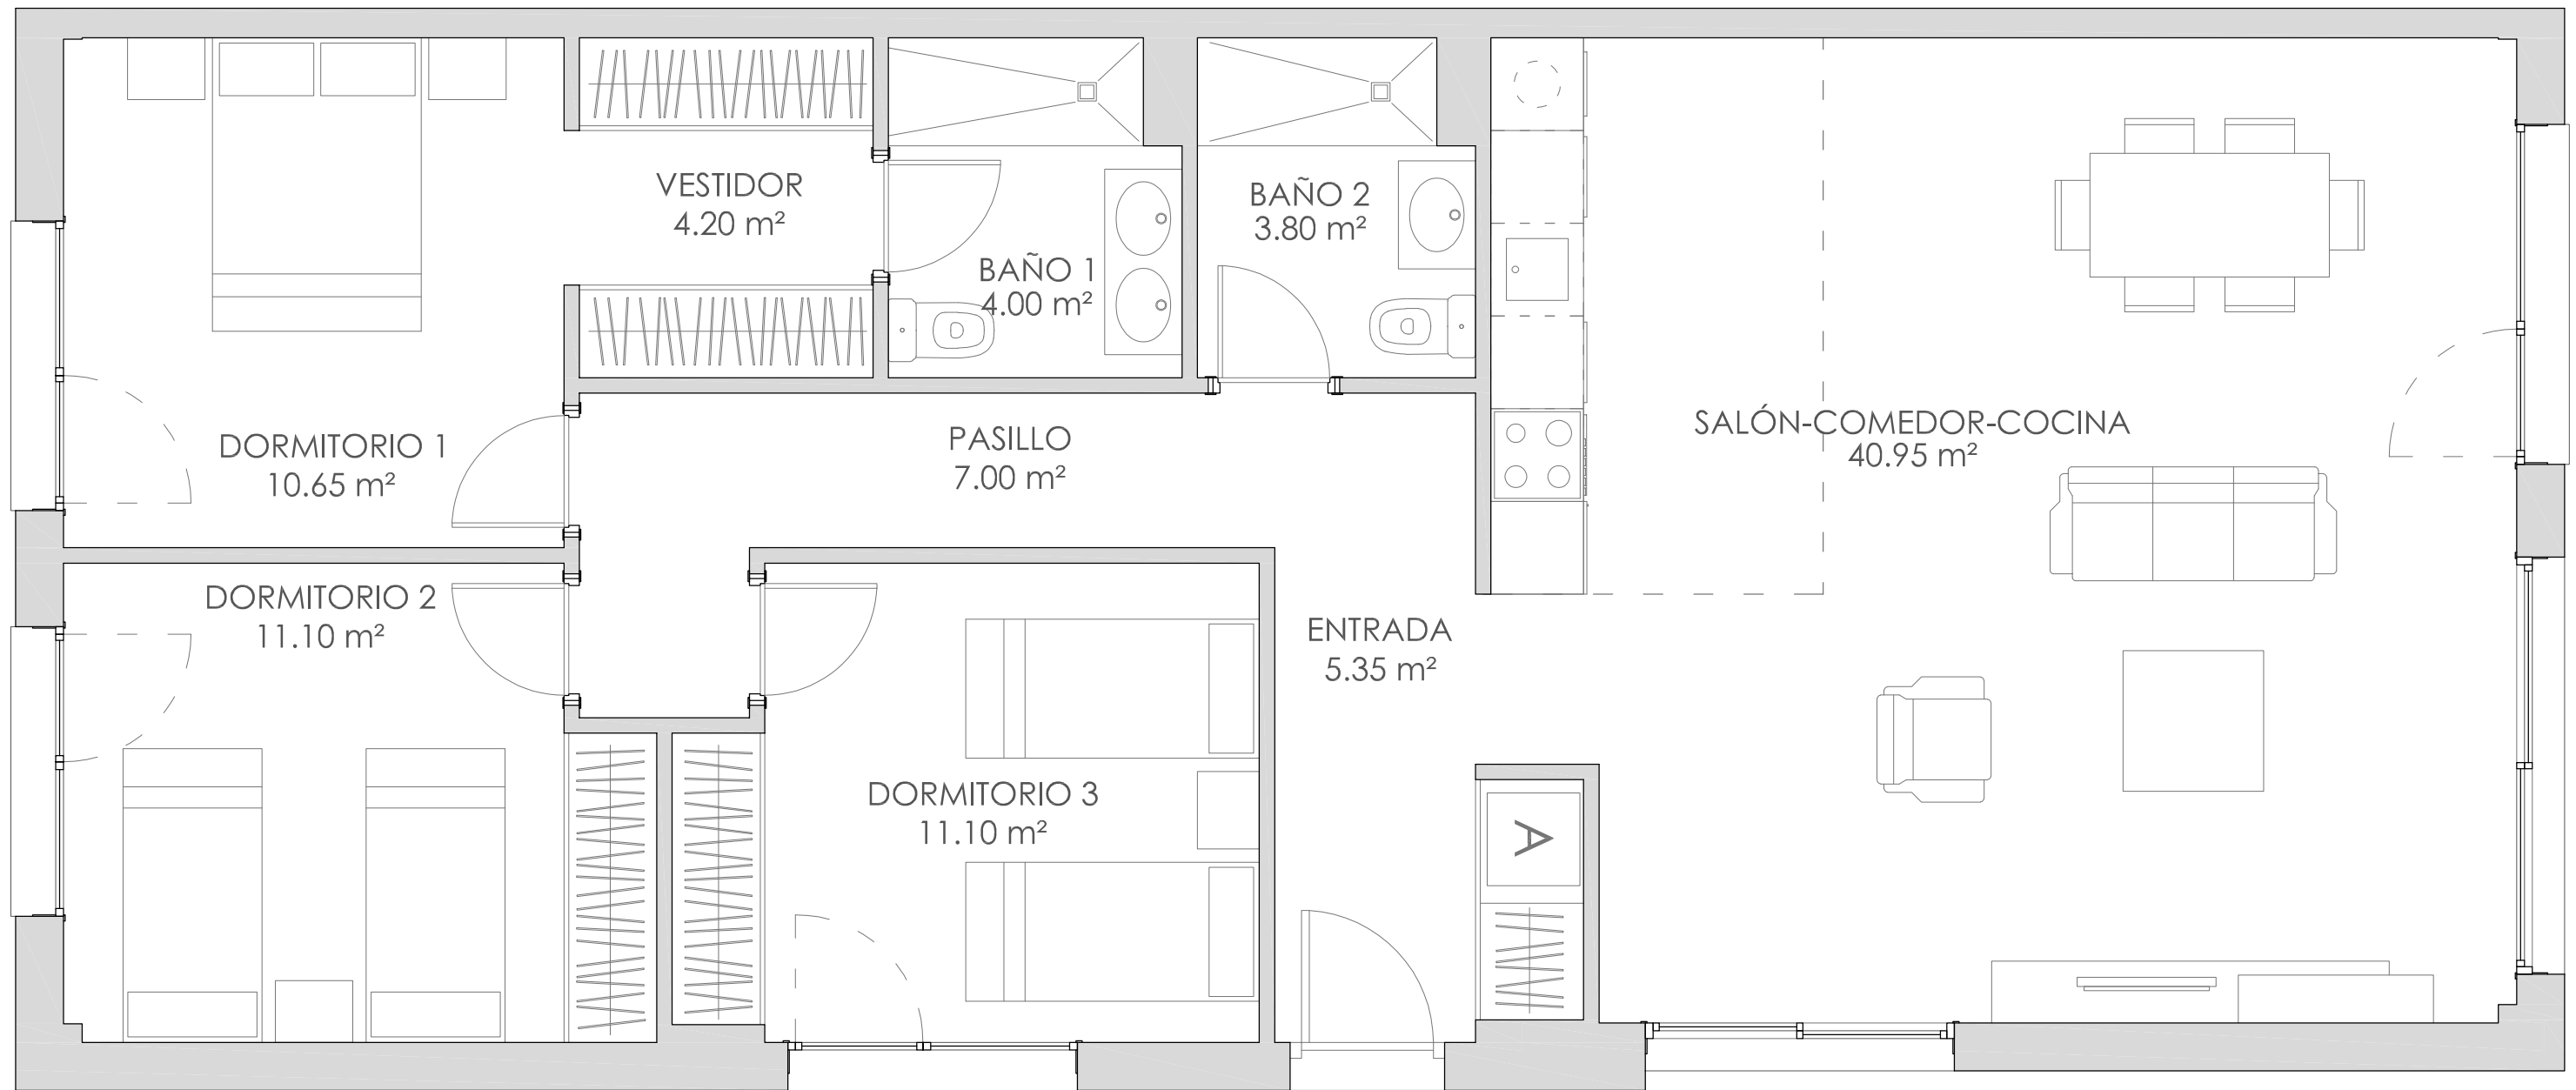 VESTIDOR
4.20 m²
BAÑO 1
4.00 m²
BAÑO 2
3.80 m²
DORMITORIO 1
10.65 m²
PASILLO
7.00 m²
SALÓN-COMEDOR-COCINA
40.95 m²
DORMITORIO 2
11.10 m²
ENTRADA
5.35 m²
DORMITORIO 3
11.10 m²
A